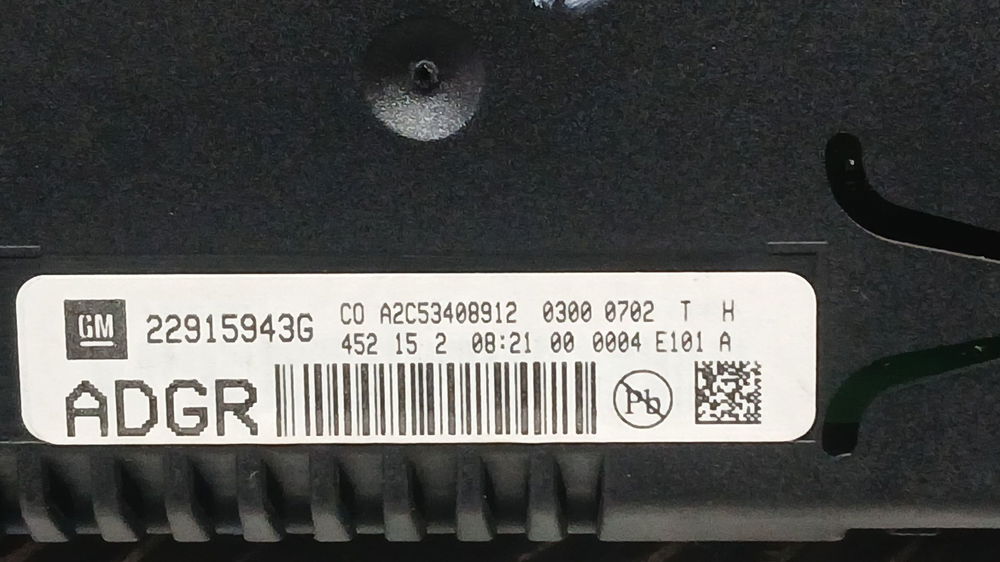 GM 22915943G
CO A2C53408912 0300 0702 T H
452 15 2 08:21 00 0004 E101 A
ADGR
Pb